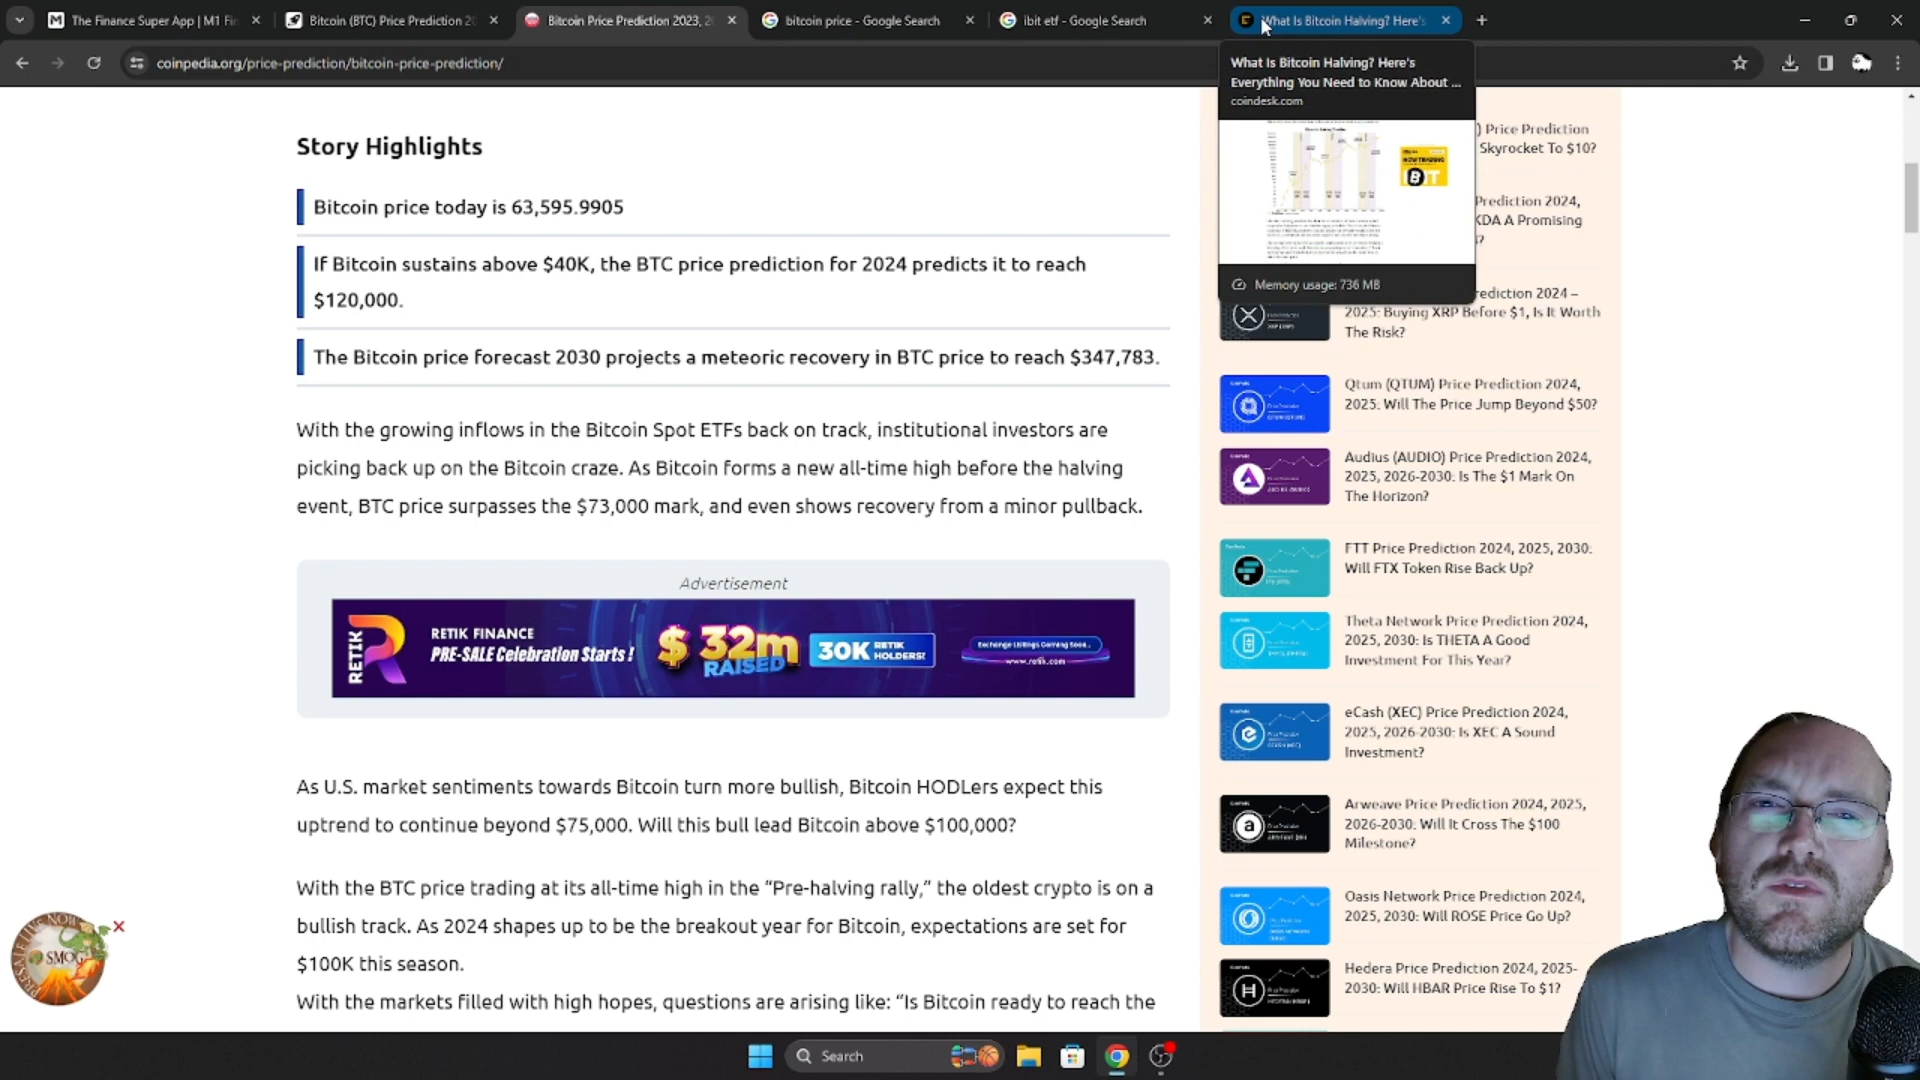 The Finance Super App | M1 Fi
Bitcoin (BTC) Price Prediction 20
Bitcoin Price Prediction 2023, 2
bitcoin price - Google Search
ibit etf - Google Search
What Is Bitcoin Halving? Here's
coinpedia.org/price-prediction/bitcoin-price-prediction/
What Is Bitcoin Halving? Here's
Everything You Need to Know About ...
coindesk.com
NOW TRADING
Memory usage: 736 MB
Story Highlights
Bitcoin price today is 63,595.9905
If Bitcoin sustains above $40K, the BTC price prediction for 2024 predicts it to reach
$120,000.
The Bitcoin price forecast 2030 projects a meteoric recovery in BTC price to reach $347,783.
With the growing inflows in the Bitcoin Spot ETFs back on track, institutional investors are
picking back up on the Bitcoin craze. As Bitcoin forms a new all-time high before the halving
event, BTC price surpasses the $73,000 mark, and even shows recovery from a minor pullback.
Advertisement
RETIK
RETIK FINANCE
PRE-SALE Celebration Starts !
$ 32m
RAISED
30K RETIK
HOLDERS!
Exchange Listings Coming Soon..
www.retik.com
As U.S. market sentiments towards Bitcoin turn more bullish, Bitcoin HODLers expect this
uptrend to continue beyond $75,000. Will this bull lead Bitcoin above $100,000?
With the BTC price trading at its all-time high in the “Pre-halving rally,” the oldest crypto is on a
bullish track. As 2024 shapes up to be the breakout year for Bitcoin, expectations are set for
$100K this season.
With the markets filled with high hopes, questions are arising like: “Is Bitcoin ready to reach the
) Price Prediction
Skyrocket To $10?
Prediction 2024,
KDA A Promising
?
rediction 2024 –
2025: Buying XRP Before $1, Is It Worth
The Risk?
Qtum (QTUM) Price Prediction 2024,
2025: Will The Price Jump Beyond $50?
Audius (AUDIO) Price Prediction 2024,
2025, 2026-2030: Is The $1 Mark On
The Horizon?
FTT Price Prediction 2024, 2025, 2030:
Will FTX Token Rise Back Up?
Theta Network Price Prediction 2024,
2025, 2030: Is THETA A Good
Investment For This Year?
eCash (XEC) Price Prediction 2024,
2025, 2026-2030: Is XEC A Sound
Investment?
Arweave Price Prediction 2024, 2025,
2026-2030: Will It Cross The $100
Milestone?
Oasis Network Price Prediction 2024,
2025, 2030: Will ROSE Price Go Up?
Hedera Price Prediction 2024, 2025-
2030: Will HBAR Price Rise To $1?
PRESALE LIVE NOW
SMOG
Search